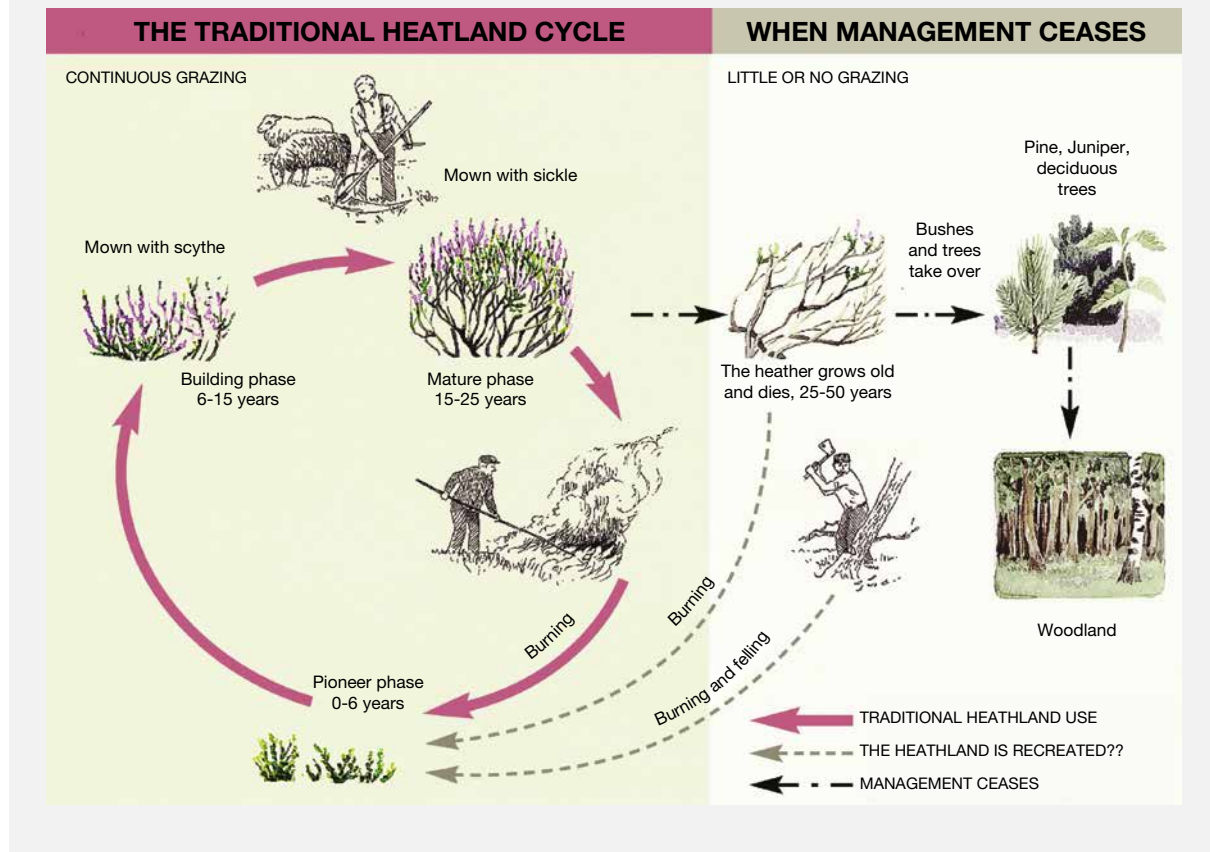 THE TRADITIONAL HEATLAND CYCLE
WHEN MANAGEMENT CEASES
CONTINUOUS GRAZING
LITTLE OR NO GRAZING
Mown with sickle
Mown with scythe
Building phase
6-15 years
Mature phase
15-25 years
Pine, Juniper,
deciduous
trees
Bushes
and trees
take over
The heather grows old
and dies, 25-50 years
Burning
Burning
Burning and felling
Woodland
Pioneer phase
0-6 years
TRADITIONAL HEATHLAND USE
THE HEATHLAND IS RECREATED??
MANAGEMENT CEASES